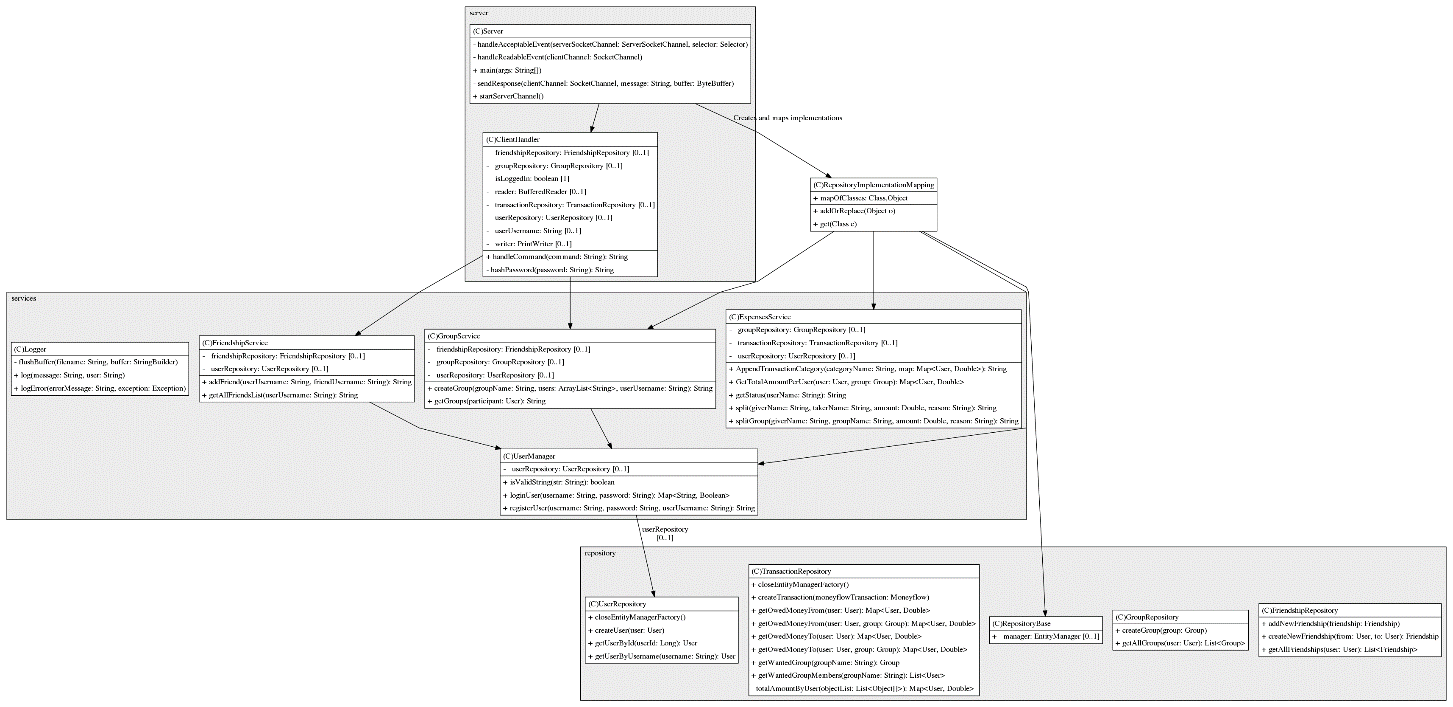 server
(C)Server
- handleAcceptableEvent(serverSocketChannel: ServerSocketChannel, selector: Selector)
- handleReadableEvent(clientChannel: SocketChannel)
+ main(args: String[])
- sendResponse(clientChannel: SocketChannel, message: String, buffer: ByteBuffer)
+ startServerChannel()
Creates and maps implementations
(C)ClientHandler
friendshipRepository: FriendshipRepository [0..1]
- groupRepository: GroupRepository [0..1]
isLoggedIn: boolean [1]
- reader: BufferedReader [0..1]
- transactionRepository: TransactionRepository [0..1]
userRepository: UserRepository [0..1]
- userUsername: String [0..1]
- writer: PrintWriter [0..1]
+ handleCommand(command: String): String
- hashPassword(password: String): String
(C)RepositoryImplementationMapping
+ mapOfClasses: Class,Object
+ addOrReplace(Object o)
+ get(Class c)
services
(C)Logger
- flushBuffer(filename: String, buffer: StringBuilder)
+ log(message: String, user: String)
+ logError(errorMessage: String, exception: Exception)
(C)FriendshipService
- friendshipRepository: FriendshipRepository [0..1]
- userRepository: UserRepository [0..1]
+ addFriend(userUsername: String, friendUsername: String): String
+ getAllFriendsList(userUsername: String): String
(C)GroupService
- friendshipRepository: FriendshipRepository [0..1]
- groupRepository: GroupRepository [0..1]
- userRepository: UserRepository [0..1]
+ createGroup(groupName: String, users: ArrayList<String>, userUsername: String): String
+ getGroups(participant: User): String
(C)ExpensesService
- groupRepository: GroupRepository [0..1]
- transactionRepository: TransactionRepository [0..1]
- userRepository: UserRepository [0..1]
+ AppendTransactionCategory(categoryName: String, map: Map<User, Double>): String
+ GetTotalAmountPerUser(user: User, group: Group): Map<User, Double>
+ getStatus(userName: String): String
+ split(giverName: String, takerName: String, amount: Double, reason: String): String
+ splitGroup(giverName: String, groupName: String, amount: Double, reason: String): String
(C)UserManager
- userRepository: UserRepository [0..1]
+ isValidString(str: String): boolean
+ loginUser(username: String, password: String): Map<String, Boolean>
+ registerUser(username: String, password: String, userUsername: String): String
userRepository
[0..1]
repository
(C)UserRepository
+ closeEntityManagerFactory()
+ createUser(user: User)
+ getUserById(userId: Long): User
+ getUserByUsername(username: String): User
(C)TransactionRepository
+ closeEntityManagerFactory()
+ createTransaction(moneyflowTransaction: Moneyflow)
+ getOwedMoneyFrom(user: User): Map<User, Double>
+ getOwedMoneyFrom(user: User, group: Group): Map<User, Double>
+ getOwedMoneyTo(user: User): Map<User, Double>
+ getOwedMoneyTo(user: User, group: Group): Map<User, Double>
+ getWantedGroup(groupName: String): Group
+ getWantedGroupMembers(groupName: String): List<User>
totalAmountByUser(objectList: List<Object[]>): Map<User, Double>
(C)RepositoryBase
+ manager: EntityManager [0..1]
(C)GroupRepository
+ createGroup(group: Group)
+ getAllGroups(user: User): List<Group>
(C)FriendshipRepository
+ addNewFriendship(friendship: Friendship)
+ createNewFriendship(from: User, to: User): Friendship
+ getAllFriendships(user: User): List<Friendship>